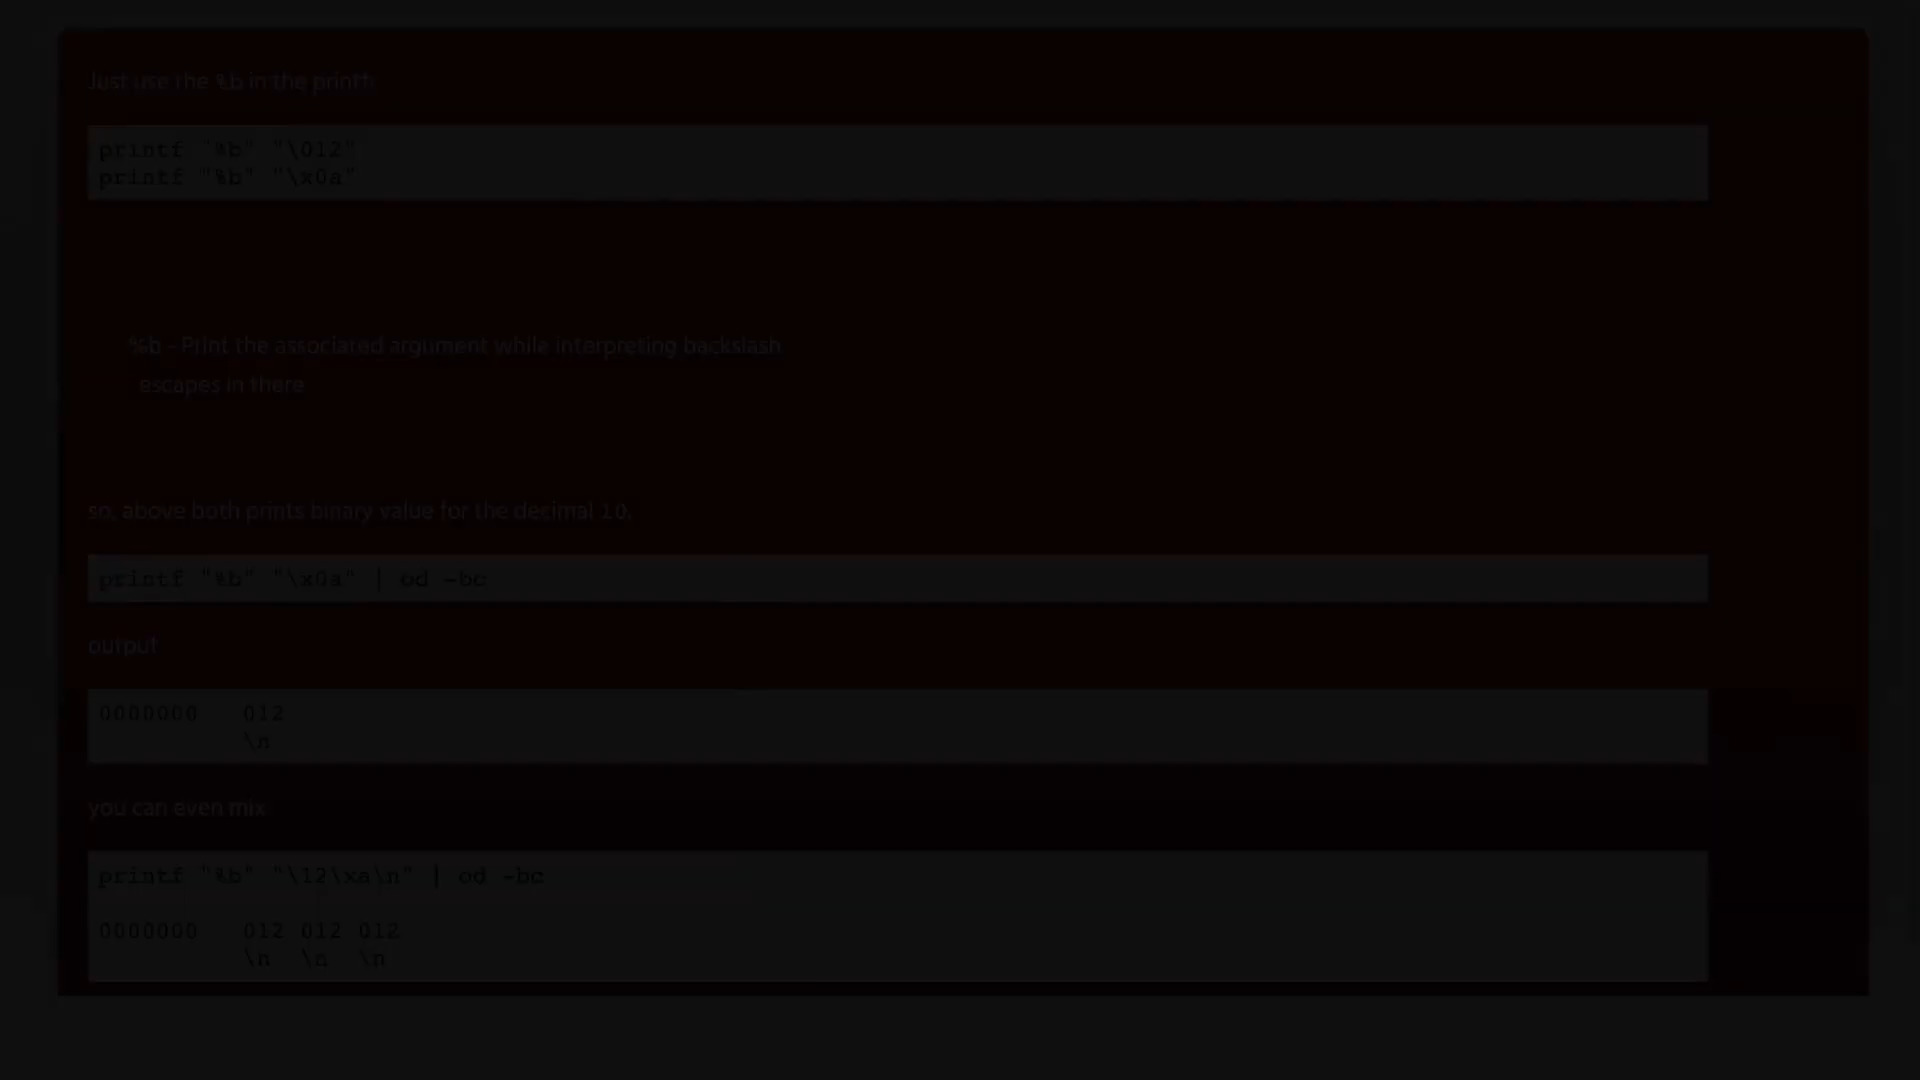 Just use the %b in the printf:
printf "%b" "\012"
printf "%b" "\x0a"
%b - Print the associated argument while interpreting backslash
escapes in there
so, above both prints binary value for the decimal 10.
printf "%b" "\x0a" | od -bc
output
0000000 012
\n
you can even mix
printf "%b" "\12\xa\n" | od -bc
0000000 012 012 012
\n \n \n